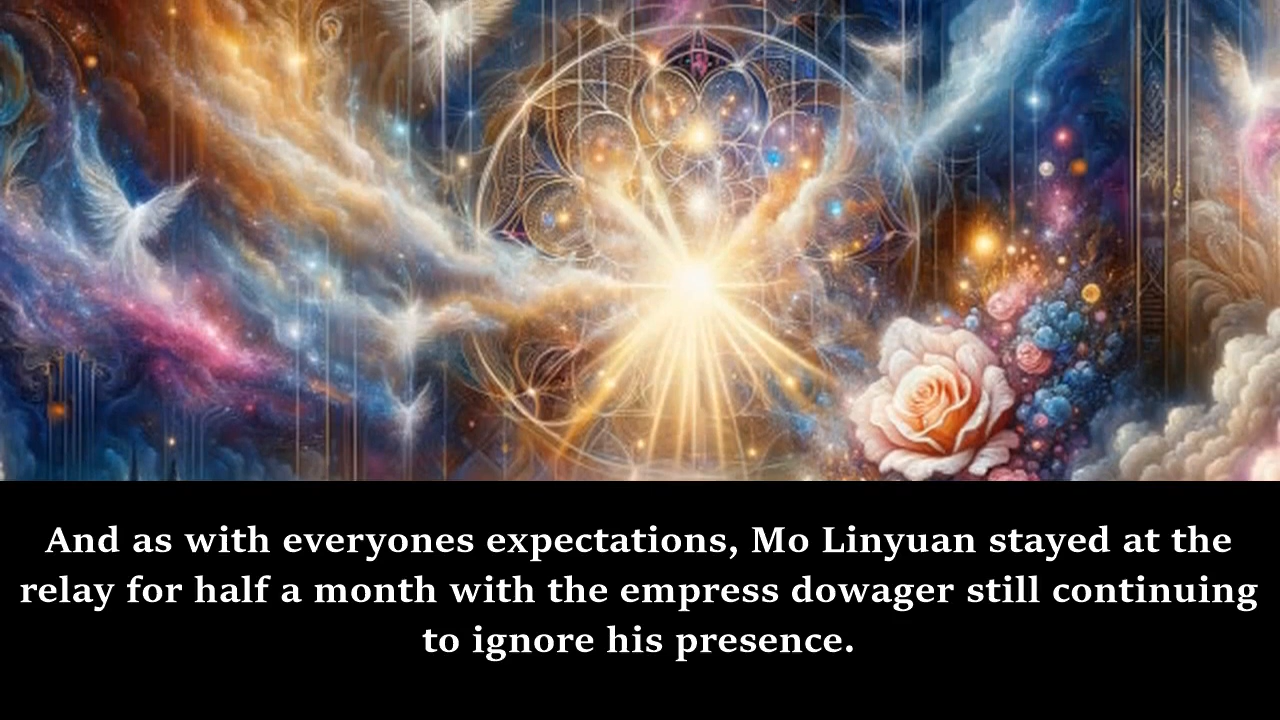 And as with everyones expectations, Mo Linyuan stayed at the
relay for half a month with the empress dowager still continuing
to ignore his presence.